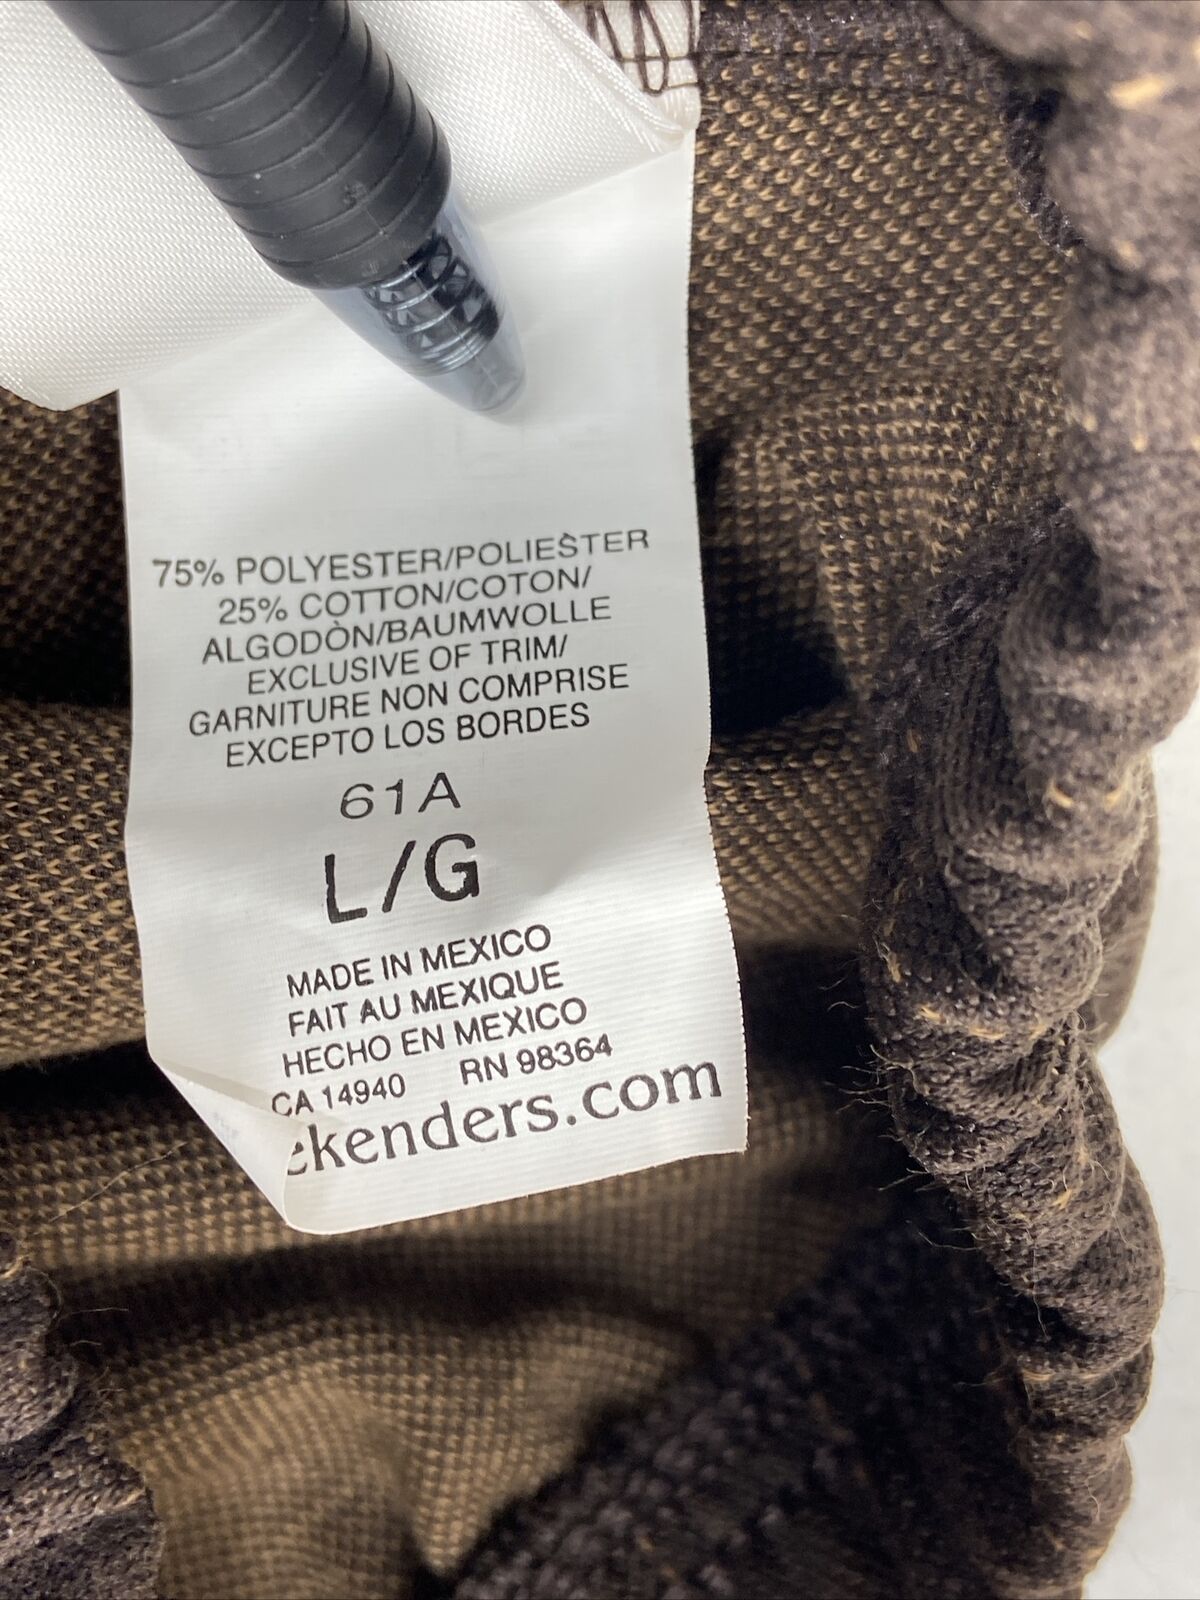 75% POLYESTER/POLIESTER
25% COTTON/COTON/
ALGODÒN/BAUMWOLLE
EXCLUSIVE OF TRIM/
GARNITURE NON COMPRISE
EXCEPTO LOS BORDES
61A
L/G
MADE IN MEXICO
FAIT AU MEXIQUE
HECHO EN MEXICO
CA 14940 RN 98364
ekenders.com